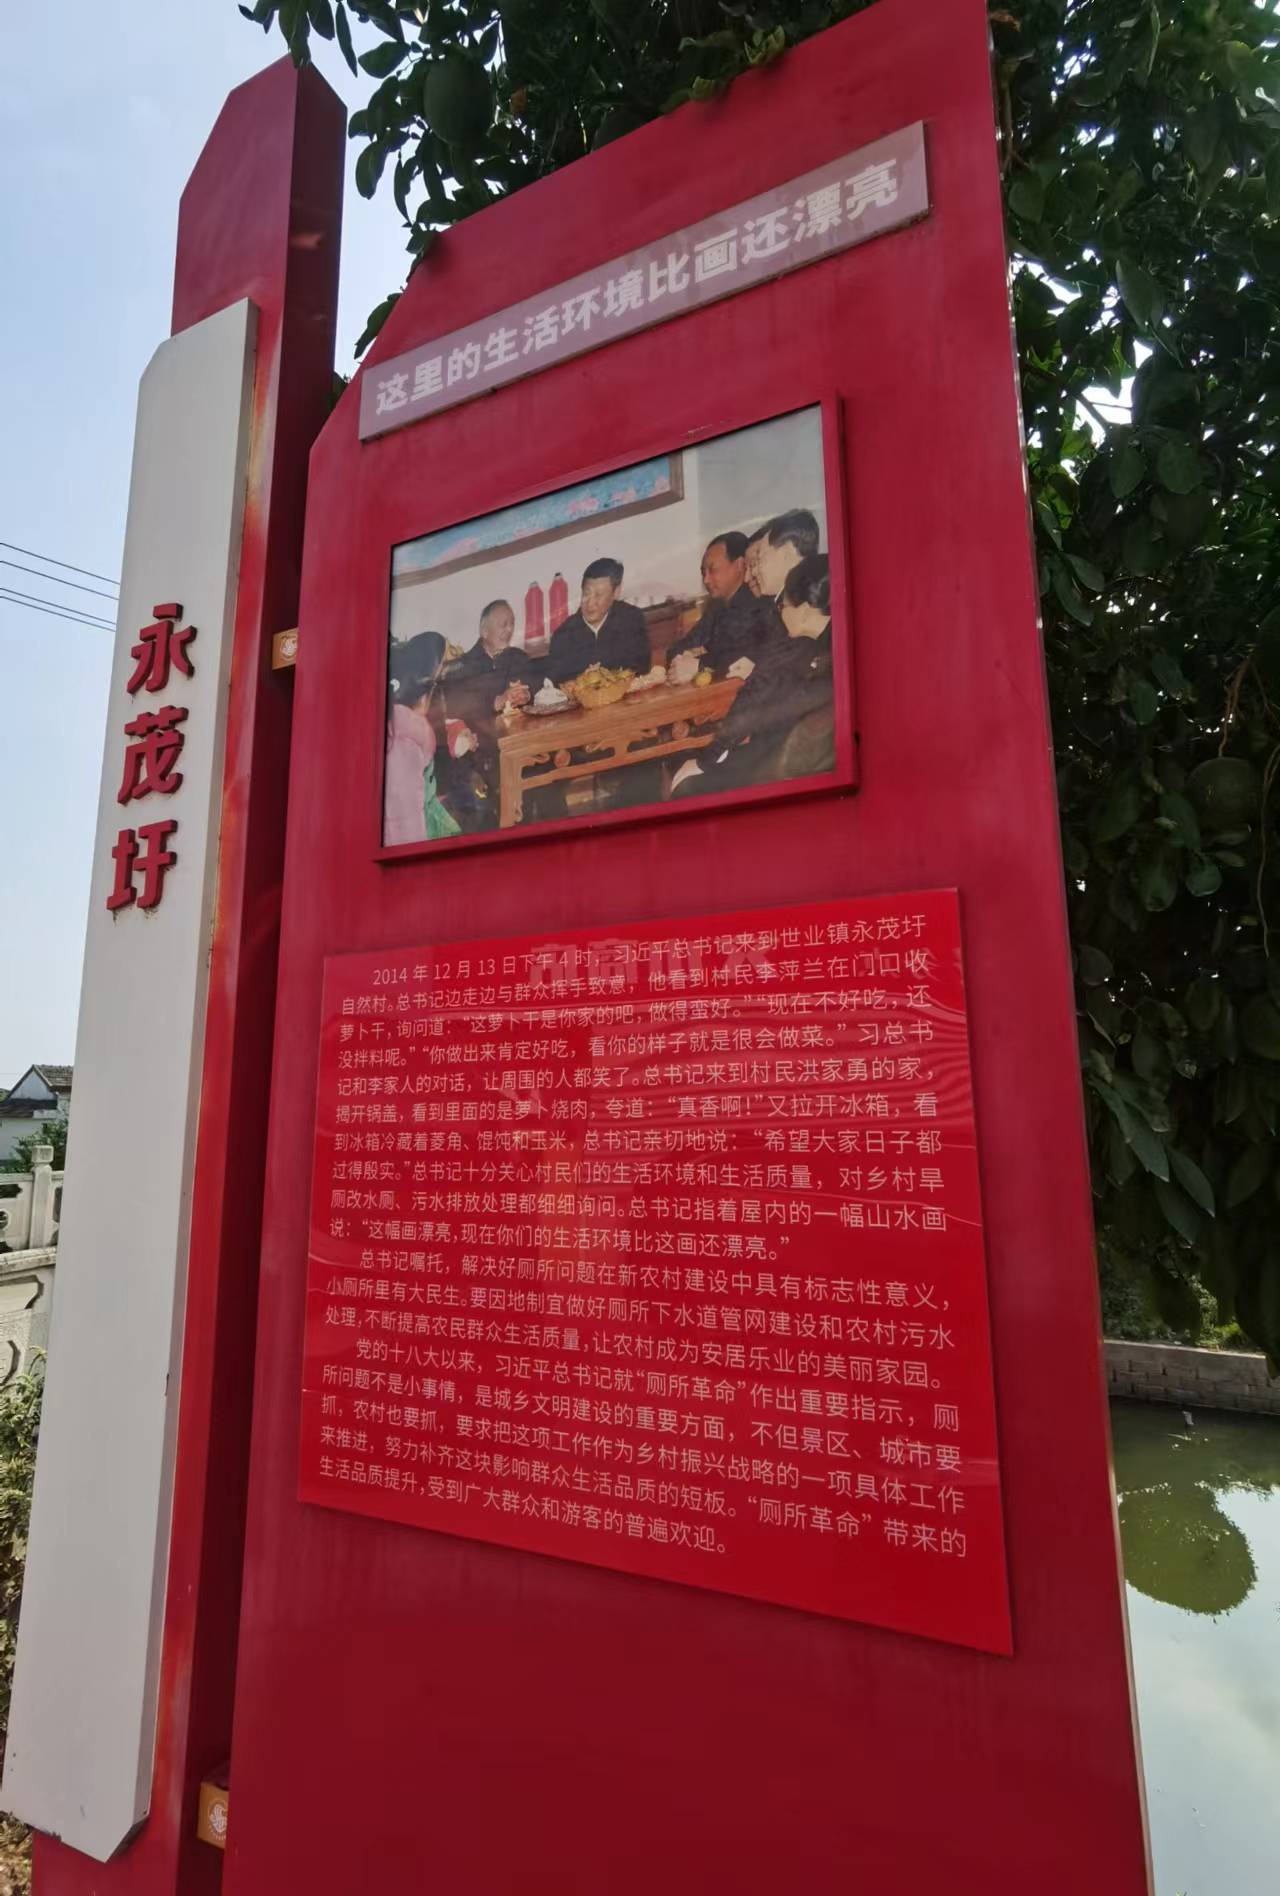 这里的生活环境比画还漂亮
永茂圩
2014年12月13日下午4时，习近平总书记来到世业镇永茂圩
自然村。总书记边走边与群众挥手致意，他看到村民李萍兰在门口收
萝卜干，询问道：“这萝卜干是你家的吧，做得蛮好。”“现在不好吃，还
没拌料呢。”“你做出来肯定好吃，看你的样子就是很会做菜。”习总书
记和李家人的对话，让周围的人都笑了。总书记来到村民洪家勇的家，
揭开锅盖，看到里面的是萝卜烧肉，夸道：“真香啊！”又拉开冰箱，看
到冰箱冷藏着菱角、馄饨和玉米，总书记亲切地说：“希望大家日子都
过得殷实。”总书记十分关心村民们的生活环境和生活质量，对乡村旱
厕改水厕、污水排放处理都细细询问。总书记指着屋内的一幅山水画
说：“这幅画漂亮，现在你们的生活环境比这画还漂亮。”
总书记嘱托，解决好厕所问题在新农村建设中具有标志性意义，
小厕所里有大民生。要因地制宜做好厕所下水道管网建设和农村污水
处理，不断提高农民群众生活质量，让农村成为安居乐业的美丽家园。
党的十八大以来，习近平总书记就“厕所革命”作出重要指示，厕
所问题不是小事情，是城乡文明建设的重要方面，不但景区、城市要
抓，农村也要抓，要求把这项工作作为乡村振兴战略的一项具体工作
来推进，努力补齐这块影响群众生活品质的短板。“厕所革命”带来的
生活品质提升，受到广大群众和游客的普遍欢迎。